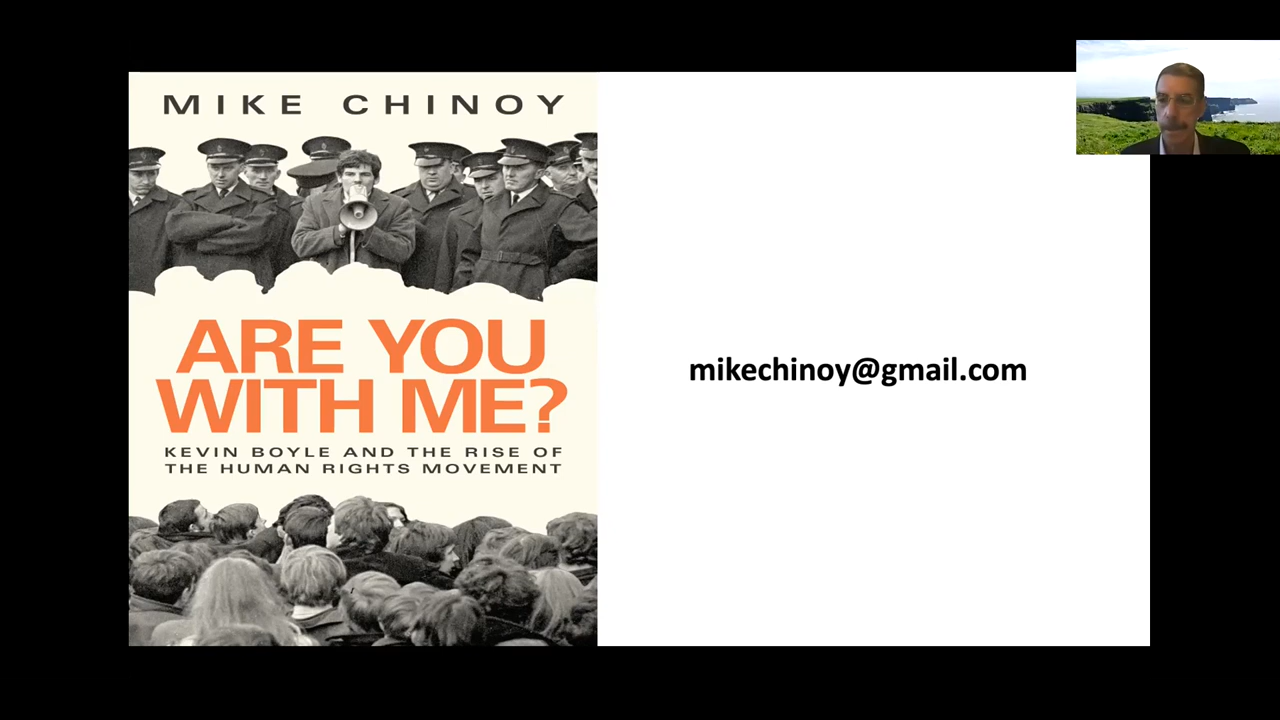 MIKE CHINOY
ARE YOU
WITH ME?
KEVIN BOYLE AND THE RISE OF
THE HUMAN RIGHTS MOVEMENT
mikechinoy@gmail.com